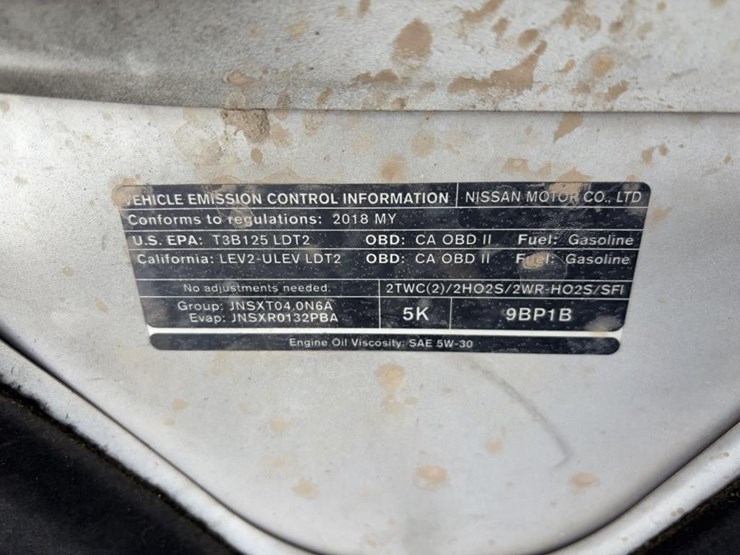 VEHICLE EMISSION CONTROL INFORMATION NISSAN MOTOR CO., LTD
Conforms to regulations: 2018 MY
U.S. EPA: T3B125 LDT2 OBD: CA OBD II Fuel: Gasoline
California: LEV2-ULEV LDT2 OBD: CA OBD II Fuel: Gasoline
No adjustments needed. 2TWC(2)/2HO2S/2WR-HO2S/SFI
Group: JNSXT04.0N6A
Evap: JNSXR0132PBA
5K 9BP1B
Engine Oil Viscosity: SAE 5W-30